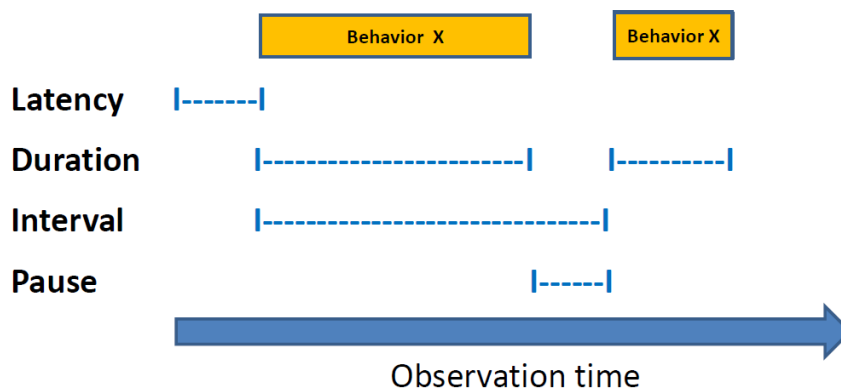 Behavior X
Behavior X
Latency
Duration
Interval
Pause
Observation time